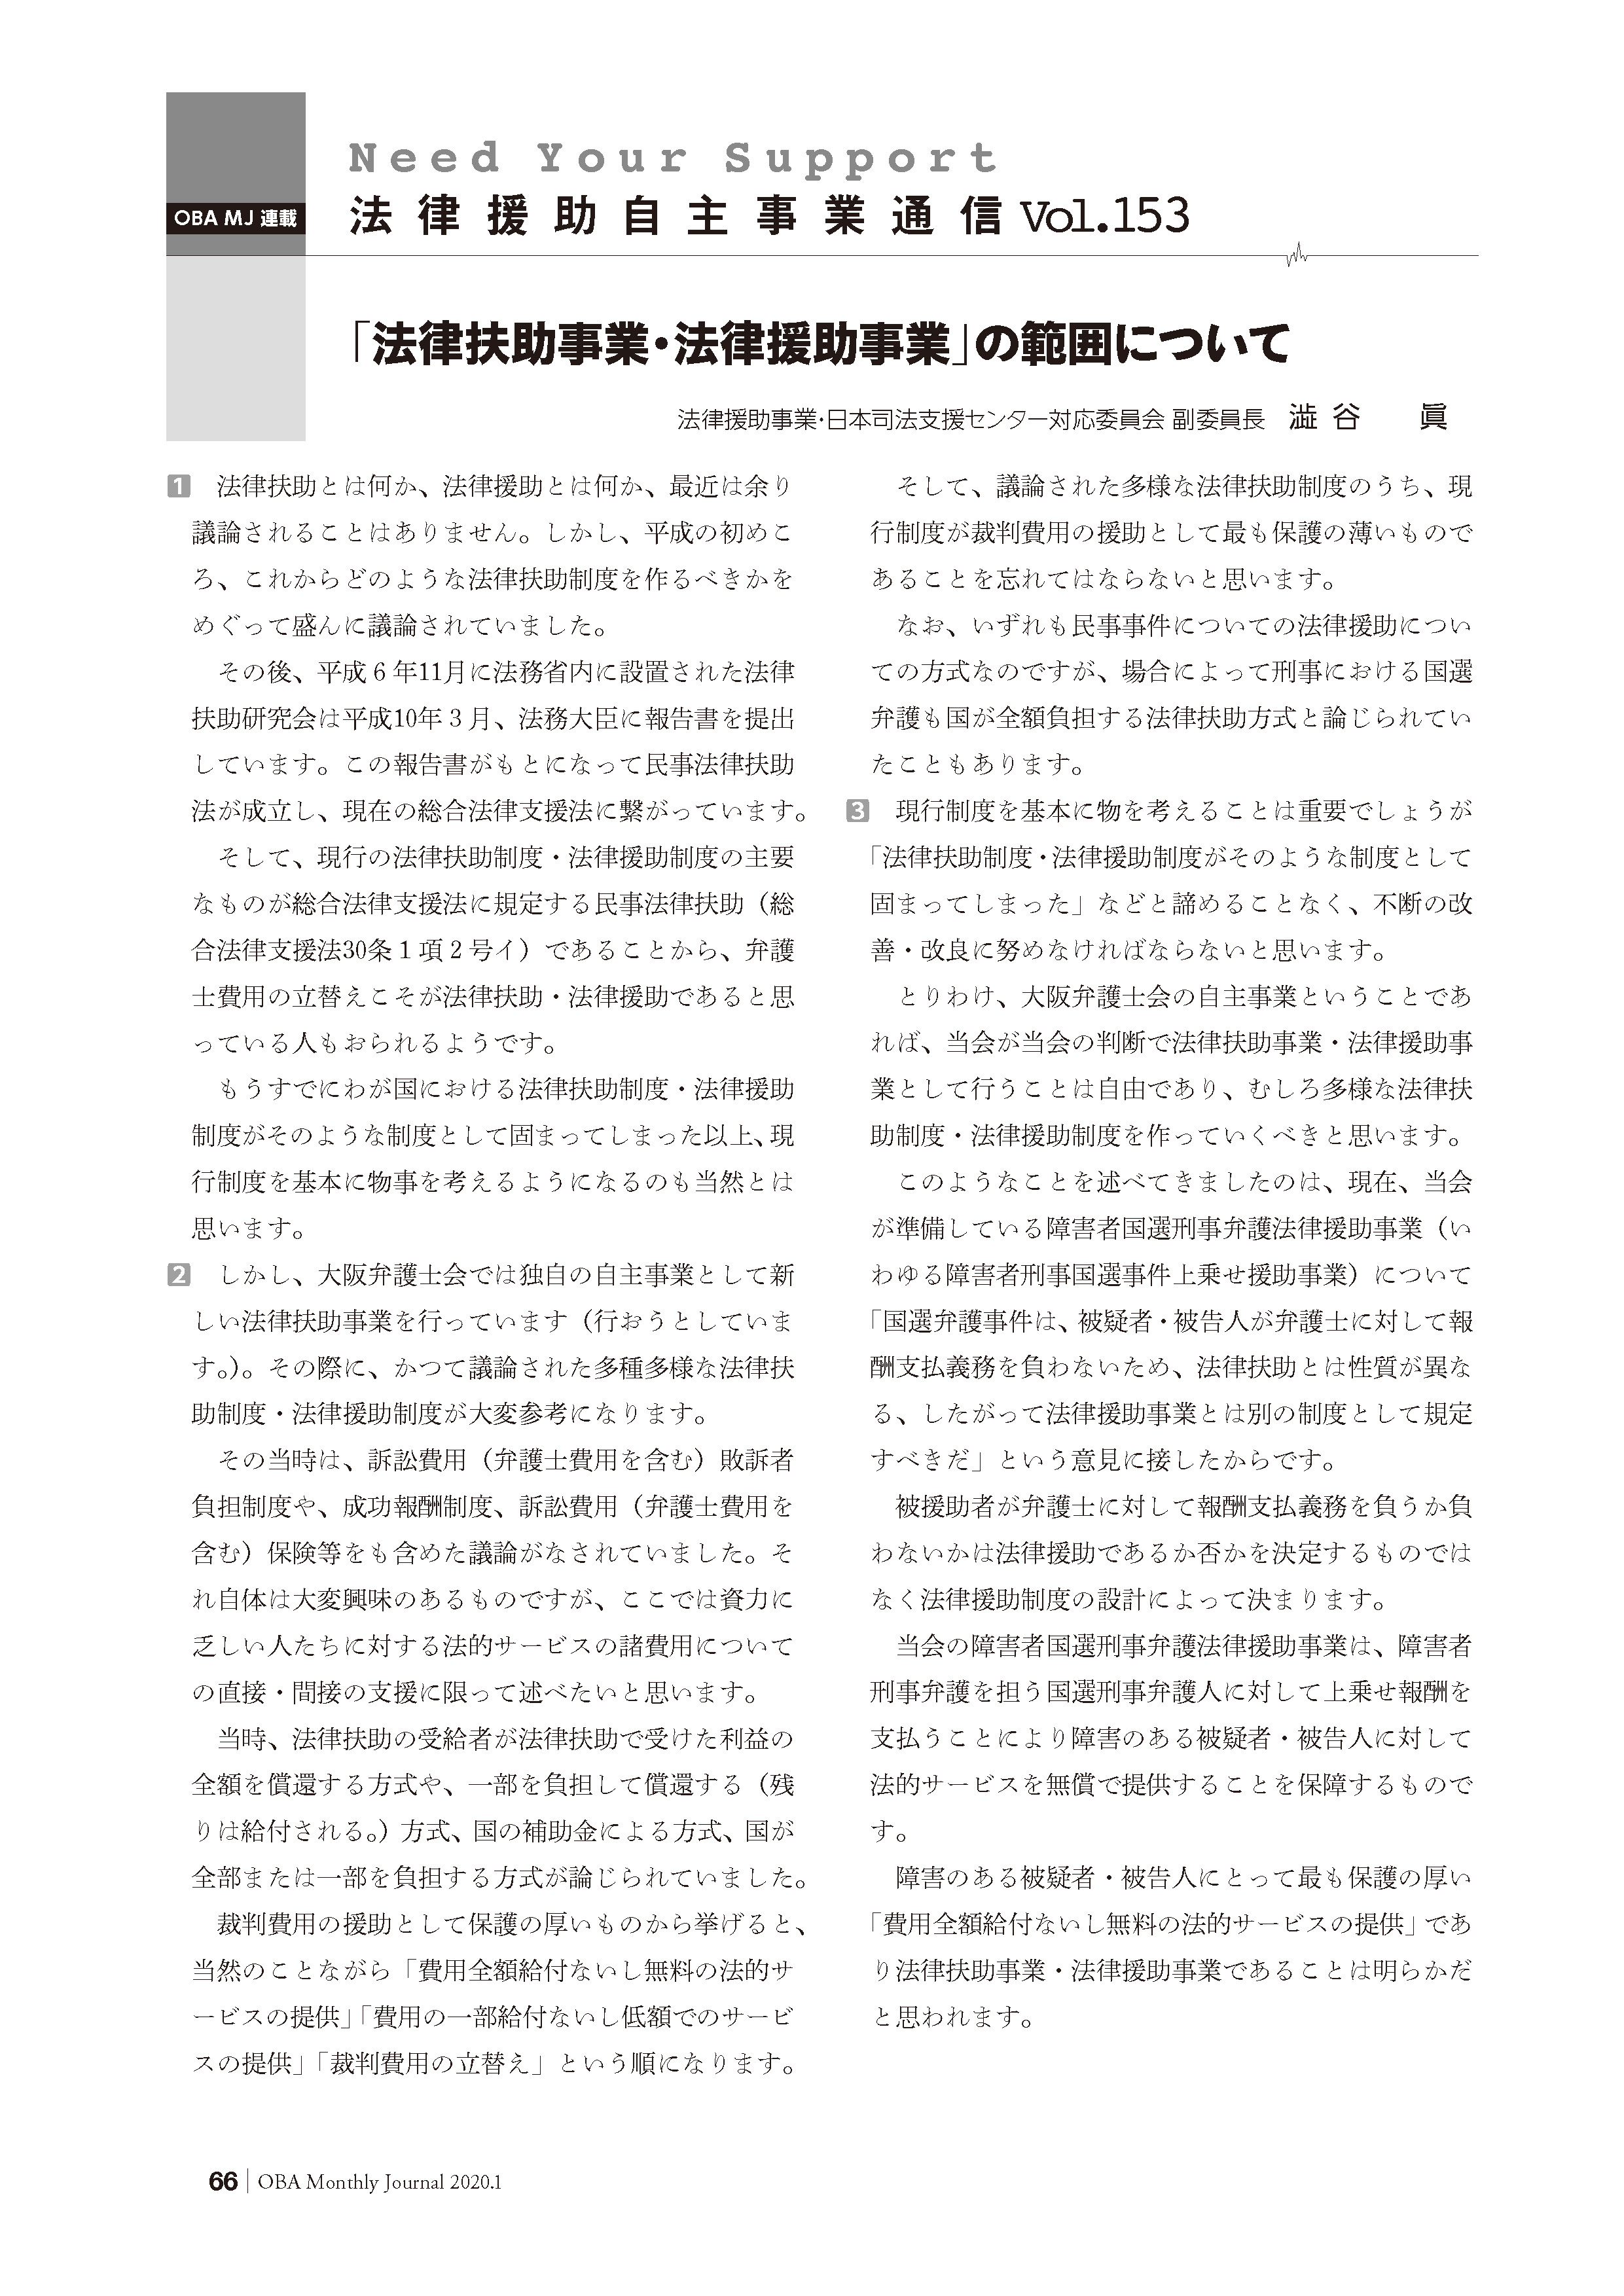 Need Your Support
OBA MJ 連載
法律援助自主事業通信 Vol.153
「法律扶助事業・法律援助事業」の範囲について
法律援助事業・日本司法支援センター対応委員会 副委員長 澁谷 眞
1 法律扶助とは何か、法律援助とは何か、最近は余り
議論されることはありません。しかし、平成の初めこ
ろ、これからどのような法律扶助制度を作るべきかを
めぐって盛んに議論されていました。
その後、平成6年11月に法務省内に設置された法律
扶助研究会は平成10年3月、法務大臣に報告書を提出
しています。この報告書がもとになって民事法律扶助
法が成立し、現在の総合法律支援法に繋がっています。
そして、現行の法律扶助制度・法律援助制度の主要
なものが総合法律支援法に規定する民事法律扶助（総
合法律支援法30条1項2号イ）であることから、弁護
士費用の立替えこそが法律扶助・法律援助であると思
っている人もおられるようです。
もうすでにわが国における法律扶助制度・法律援助
制度がそのような制度として固まってしまった以上、現
行制度を基本に物事を考えるようになるのも当然とは
思います。
2 しかし、大阪弁護士会では独自の自主事業として新
しい法律扶助事業を行っています（行おうとしていま
す。）。その際に、かつて議論された多種多様な法律扶
助制度・法律援助制度が大変参考になります。
その当時は、訴訟費用（弁護士費用を含む）敗訴者
負担制度や、成功報酬制度、訴訟費用（弁護士費用を
含む）保険等をも含めた議論がなされていました。そ
れ自体は大変興味のあるものですが、ここでは資力に
乏しい人たちに対する法的サービスの諸費用について
の直接・間接の支援に限って述べたいと思います。
当時、法律扶助の受給者が法律扶助で受けた利益の
全額を償還する方式や、一部を負担して償還する（残
りは給付される。）方式、国の補助金による方式、国が
全部または一部を負担する方式が論じられていました。
裁判費用の援助として保護の厚いものから挙げると、
当然のことながら「費用全額給付ないし無料の法的サ
ービスの提供」「費用の一部給付ないし低額でのサービ
スの提供」「裁判費用の立替え」という順になります。
そして、議論された多様な法律扶助制度のうち、現
行制度が裁判費用の援助として最も保護の薄いもので
あることを忘れてはならないと思います。
なお、いずれも民事事件についての法律援助につい
ての方式なのですが、場合によって刑事における国選
弁護も国が全額負担する法律扶助方式と論じられてい
たこともあります。
3 現行制度を基本に物を考えることは重要でしょうが
「法律扶助制度・法律援助制度がそのような制度として
固まってしまった」などと諦めることなく、不断の改
善・改良に努めなければならないと思います。
とりわけ、大阪弁護士会の自主事業ということであ
れば、当会が当会の判断で法律扶助事業・法律援助事
業として行うことは自由であり、むしろ多様な法律扶
助制度・法律援助制度を作っていくべきと思います。
このようなことを述べてきましたのは、現在、当会
が準備している障害者国選刑事弁護法律援助事業（い
わゆる障害者刑事国選事件上乗せ援助事業）について
「国選弁護事件は、被疑者・被告人が弁護士に対して報
酬支払義務を負わないため、法律扶助とは性質が異な
る、したがって法律援助事業とは別の制度として規定
すべきだ」という意見に接したからです。
被援助者が弁護士に対して報酬支払義務を負うか負
わないかは法律援助であるか否かを決定するものでは
なく法律援助制度の設計によって決まります。
当会の障害者国選刑事弁護法律援助事業は、障害者
刑事弁護を担う国選刑事弁護人に対して上乗せ報酬を
支払うことにより障害のある被疑者・被告人に対して
法的サービスを無償で提供することを保障するもので
す。
障害のある被疑者・被告人にとって最も保護の厚い
「費用全額給付ないし無料の法的サービスの提供」であ
り法律扶助事業・法律援助事業であることは明らかだ
と思われます。
66 OBA Monthly Journal 2020.1